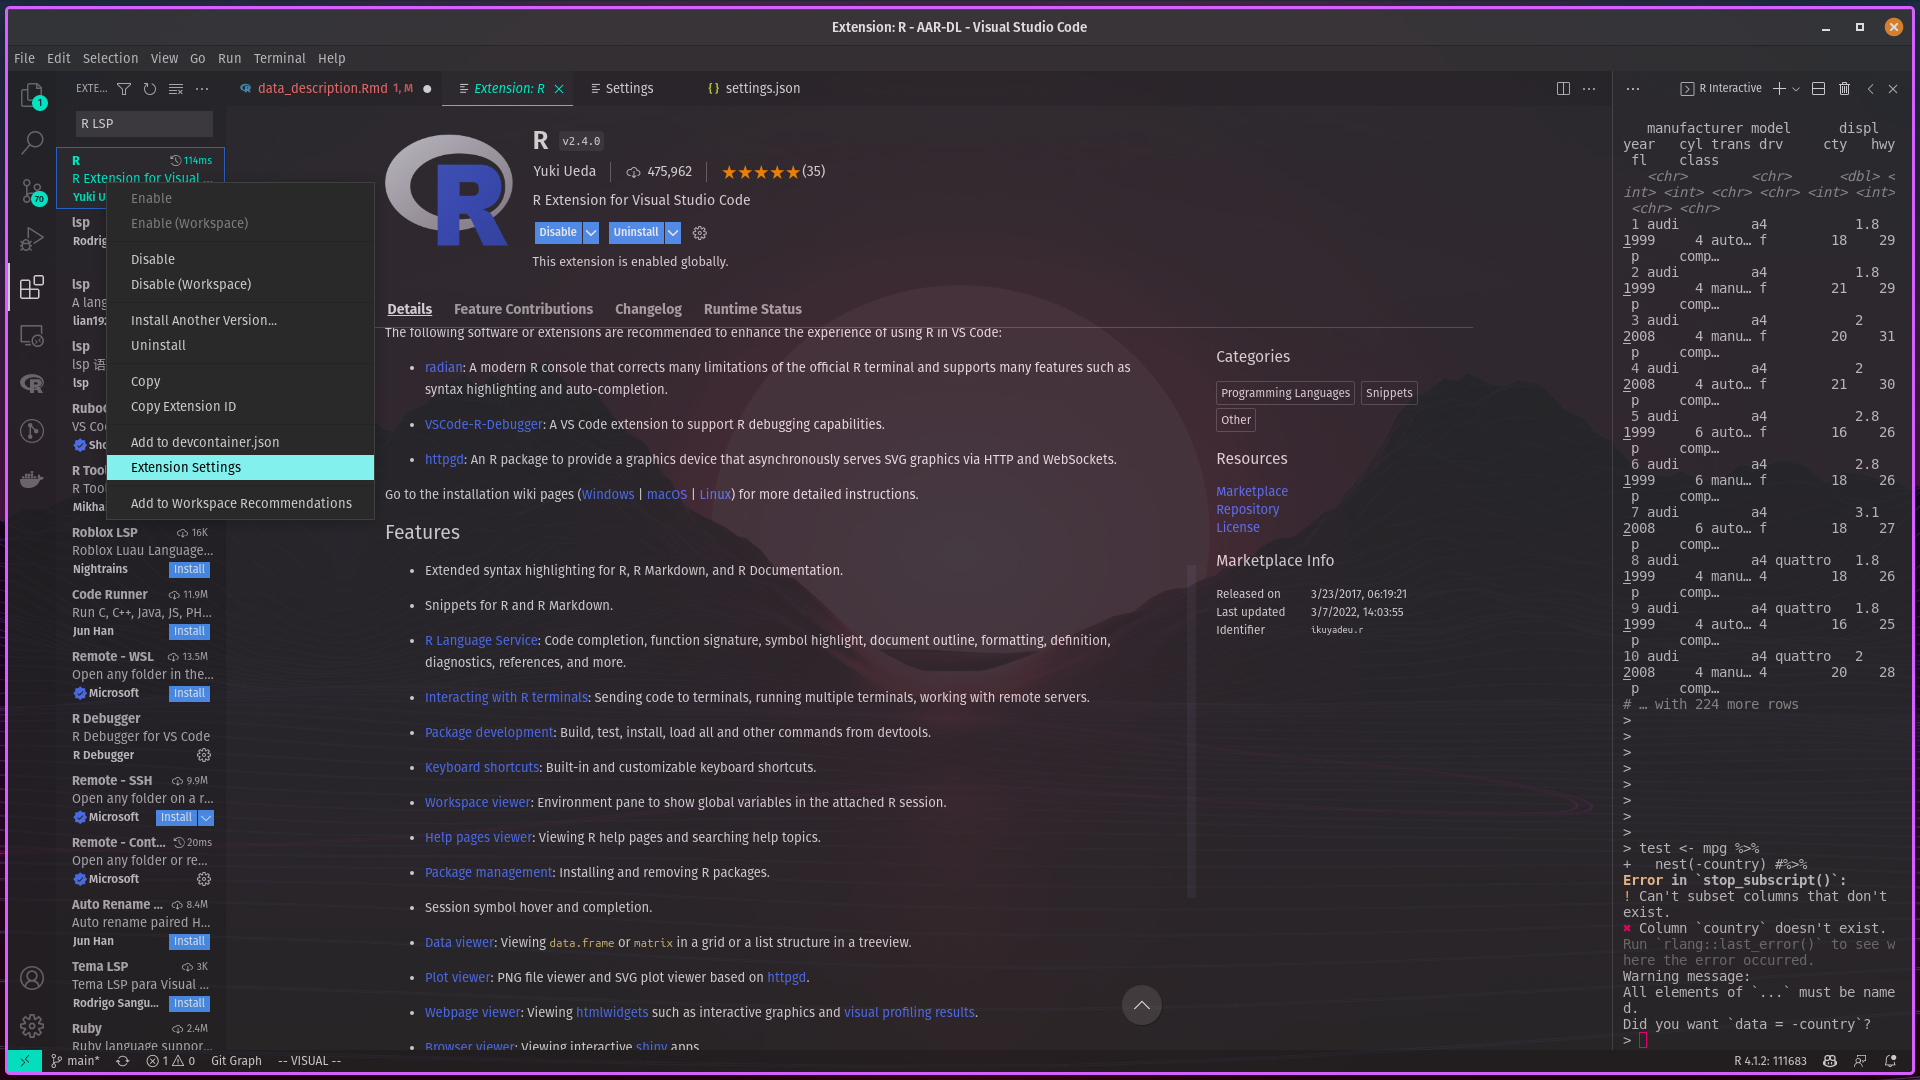 Extension: R - AAR-DL - Visual Studio Code
File Edit Selection View Go Run Terminal Help
EXTE...
data_description.Rmd 1, M
Extension: R
Settings
{} settings.json
R Interactive
1
R LSP
R 114ms
R Extension for Visual ...
Yuki U
70
lsp
Rodrig
lsp
A lang
lian192
lsp
lsp 语
lsp
Ruboc
VS Co
Sho
R Tool
R Tool
Mikha
Enable
Enable (Workspace)
Disable
Disable (Workspace)
Install Another Version...
Uninstall
Copy
Copy Extension ID
Add to devcontainer.json
Extension Settings
Add to Workspace Recommendations
Roblox LSP 16K
Roblox Luau Language...
Nightrains Install
Code Runner 11.9M
Run C, C++, Java, JS, PH...
Jun Han Install
Remote - WSL 13.5M
Open any folder in the...
Microsoft Install
R Debugger
R Debugger for VS Code
R Debugger
Remote - SSH 9.9M
Open any folder on a r...
Microsoft Install
Remote - Cont... 20ms
Open any folder or re...
Microsoft
Auto Rename ... 8.4M
Auto rename paired H...
Jun Han Install
Tema LSP 3K
Tema LSP para Visual ...
Rodrigo Sangu... Install
Ruby 2.4M
Ruby language suppor...
R v2.4.0
Yuki Ueda 475,962 (35)
R Extension for Visual Studio Code
Disable Uninstall
This extension is enabled globally.
Details Feature Contributions Changelog Runtime Status
The following software or extensions are recommended to enhance the experience of using R in VS Code:
• radian: A modern R console that corrects many limitations of the official R terminal and supports many features such as
syntax highlighting and auto-completion.
• VSCode-R-Debugger: A VS Code extension to support R debugging capabilities.
• httpgd: An R package to provide a graphics device that asynchronously serves SVG graphics via HTTP and WebSockets.
Go to the installation wiki pages (Windows | macOS | Linux) for more detailed instructions.
Features
• Extended syntax highlighting for R, R Markdown, and R Documentation.
• Snippets for R and R Markdown.
• R Language Service: Code completion, function signature, symbol highlight, document outline, formatting, definition,
diagnostics, references, and more.
• Interacting with R terminals: Sending code to terminals, running multiple terminals, working with remote servers.
• Package development: Build, test, install, load all and other commands from devtools.
• Keyboard shortcuts: Built-in and customizable keyboard shortcuts.
• Workspace viewer: Environment pane to show global variables in the attached R session.
• Help pages viewer: Viewing R help pages and searching help topics.
• Package management: Installing and removing R packages.
• Session symbol hover and completion.
• Data viewer: Viewing data.frame or matrix in a grid or a list structure in a treeview.
• Plot viewer: PNG file viewer and SVG plot viewer based on httpgd.
• Webpage viewer: Viewing htmlwidgets such as interactive graphics and visual profiling results.
• Browser viewer: Viewing interactive shiny apps
Categories
Programming Languages Snippets
Other
Resources
Marketplace
Repository
License
Marketplace Info
Released on 3/23/2017, 06:19:21
Last updated 3/7/2022, 14:03:55
Identifier ikuyadeu.r
manufacturer model displ
year cyl trans drv cty hwy
fl class
<chr> <chr> <dbl> <
int> <int> <chr> <chr> <int> <int>
<chr> <chr>
1 audi a4 1.8
1999 4 auto… f 18 29
p comp…
2 audi a4 1.8
1999 4 manu… f 21 29
p comp…
3 audi a4 2
2008 4 manu… f 20 31
p comp…
4 audi a4 2
2008 4 auto… f 21 30
p comp…
5 audi a4 2.8
1999 6 auto… f 16 26
p comp…
6 audi a4 2.8
1999 6 manu… f 18 26
p comp…
7 audi a4 3.1
2008 6 auto… f 18 27
p comp…
8 audi a4 quattro 1.8
1999 4 manu… 4 18 26
p comp…
9 audi a4 quattro 1.8
1999 4 auto… 4 16 25
p comp…
10 audi a4 quattro 2
2008 4 manu… 4 20 28
p comp…
# … with 224 more rows
>
>
>
>
>
>
>
>
> test <- mpg %>%
+ nest(-country) #%>%
Error in `stop_subscript()`:
! Can't subset columns that don't
exist.
✖ Column `country` doesn't exist.
Run `rlang::last_error()` to see w
here the error occurred.
Warning message:
All elements of `...` must be name
d.
Did you want `data = -country`?
>
main* 1 0 Git Graph -- VISUAL --
R 4.1.2: 111683